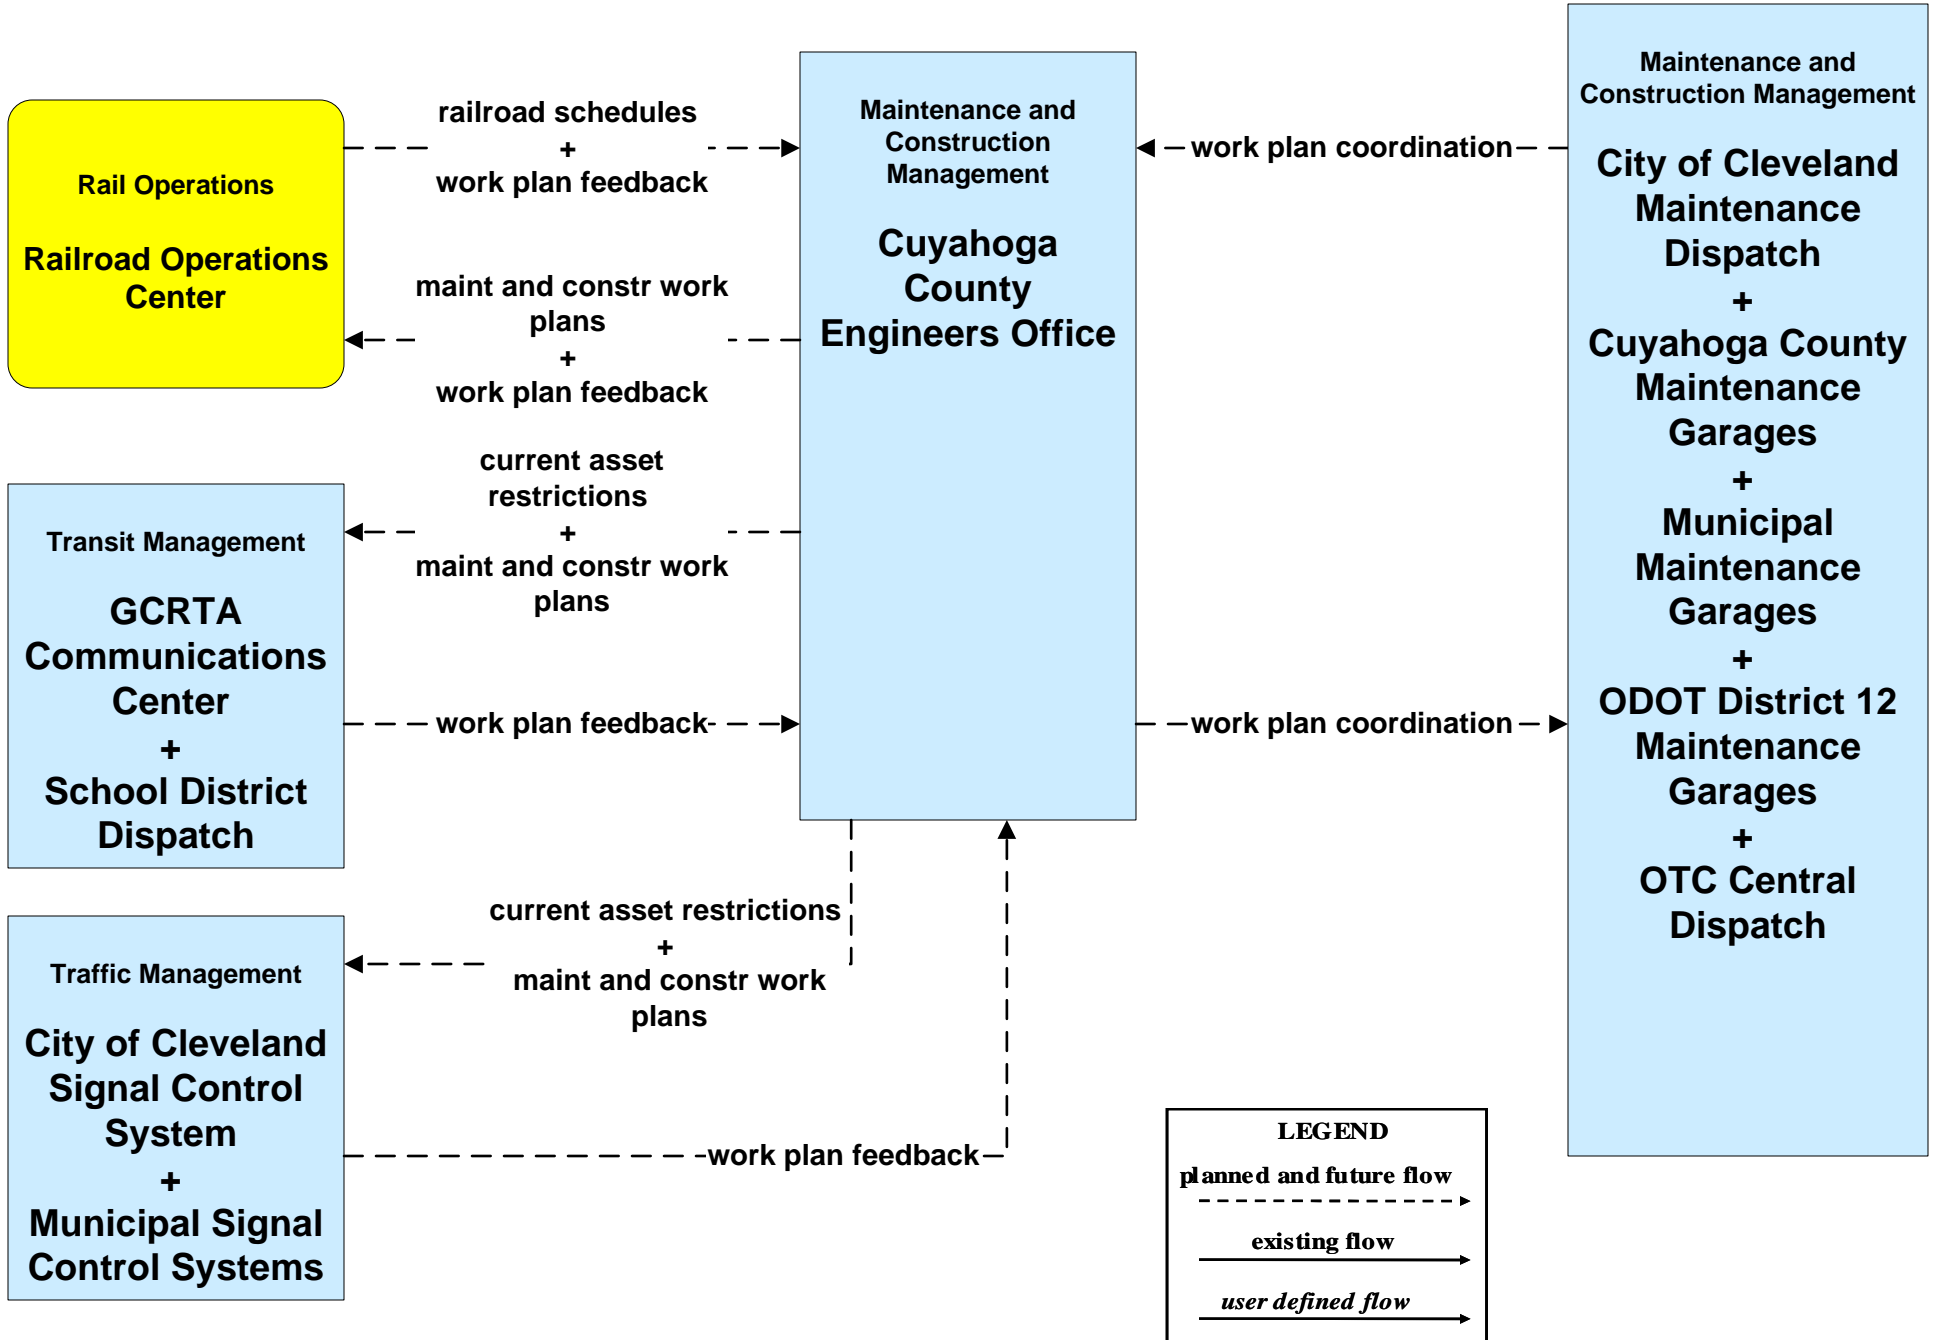 Rail Operations
Railroad Operations
Center
railroad schedules
+
work plan feedback
maint and constr work
plans
+
work plan feedback
Transit Management
GCRTA
Communications
Center
+
School District
Dispatch
current asset
restrictions
+
maint and constr work
plans
work plan feedback
Traffic Management
City of Cleveland
Signal Control
System
+
Municipal Signal
Control Systems
current asset restrictions
+
maint and constr work
plans
work plan feedback
Maintenance and
Construction
Management
Cuyahoga
County
Engineers Office
work plan coordination
work plan coordination
Maintenance and
Construction Management
City of Cleveland
Maintenance
Dispatch
+
Cuyahoga County
Maintenance
Garages
+
Municipal
Maintenance
Garages
+
ODOT District 12
Maintenance
Garages
+
OTC Central
Dispatch
LEGEND
planned and future flow
existing flow
user defined flow